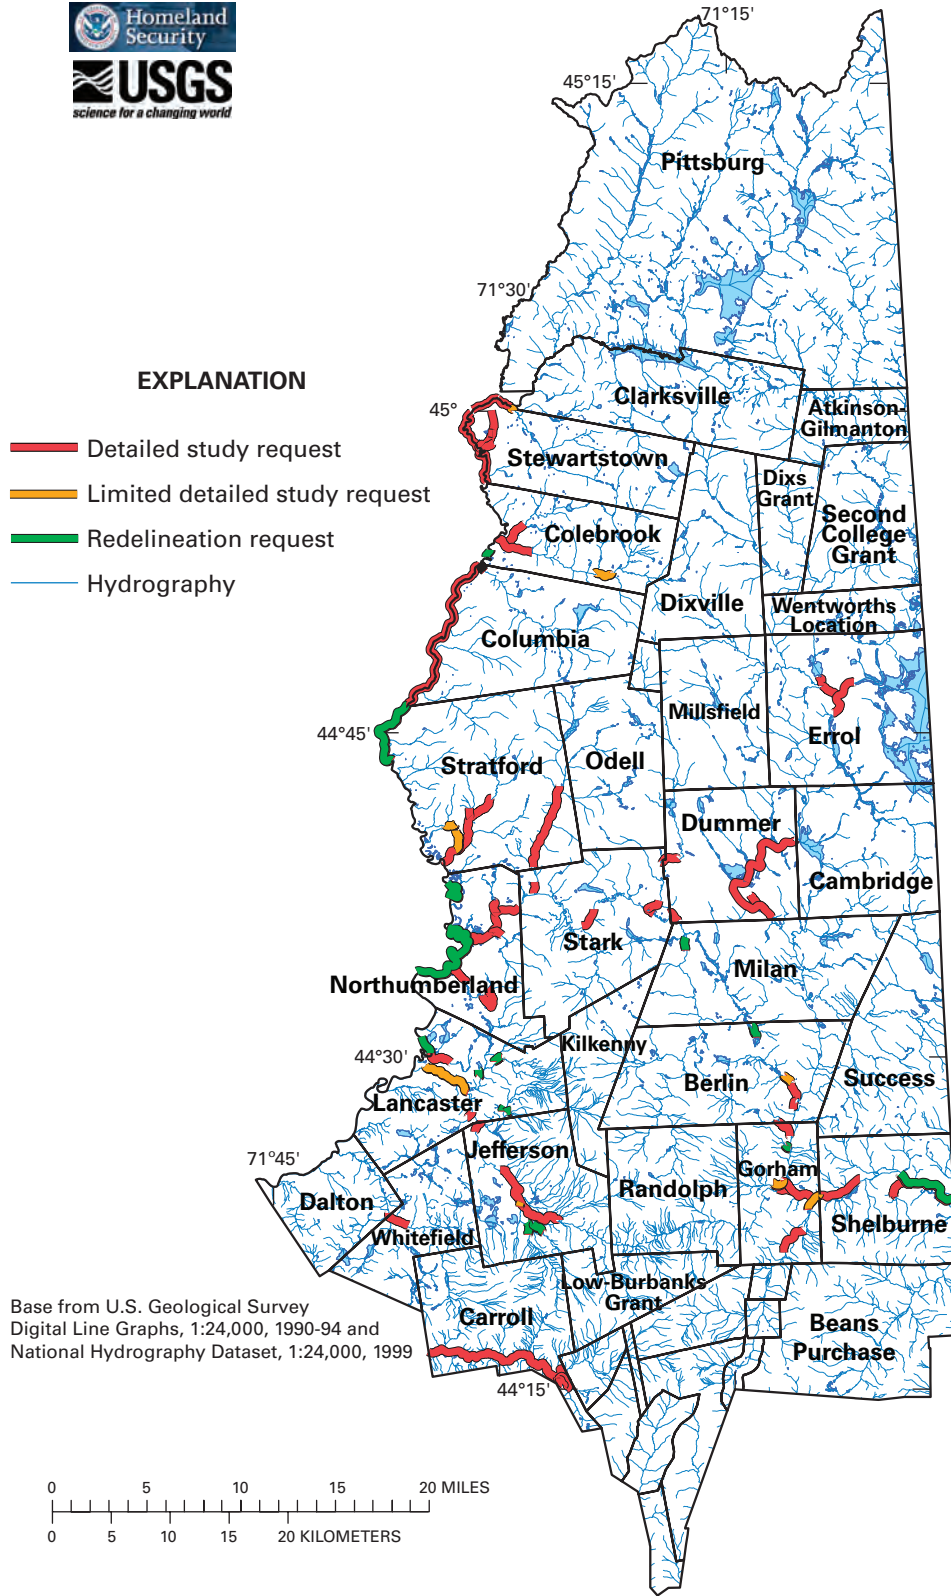 Homeland
Security
USGS
science for a changing world
71°15'
45°15'
Pittsburg
71°30'
EXPLANATION
Detailed study request
Limited detailed study request
Redelineation request
Hydrography
45°
Clarksville
Atkinson-
Gilmanton
Stewartstown
Dixs
Grant
Second
College
Grant
Colebrook
Dixville
Wentworths
Location
Columbia
44°45'
Millsfield
Errol
Stratford
Odell
Dummer
Cambridge
Stark
Milan
Northumberland
44°30'
Kilkenny
Berlin
Success
Lancaster
71°45'
Jefferson
Gorham
Randolph
Dalton
Whitefield
Shelburne
Low-Burbanks
Grant
Carroll
Beans
Purchase
44°15'
Base from U.S. Geological Survey
Digital Line Graphs, 1:24,000, 1990-94 and
National Hydrography Dataset, 1:24,000, 1999
0 5 10 15 20 MILES
0 5 10 15 20 KILOMETERS